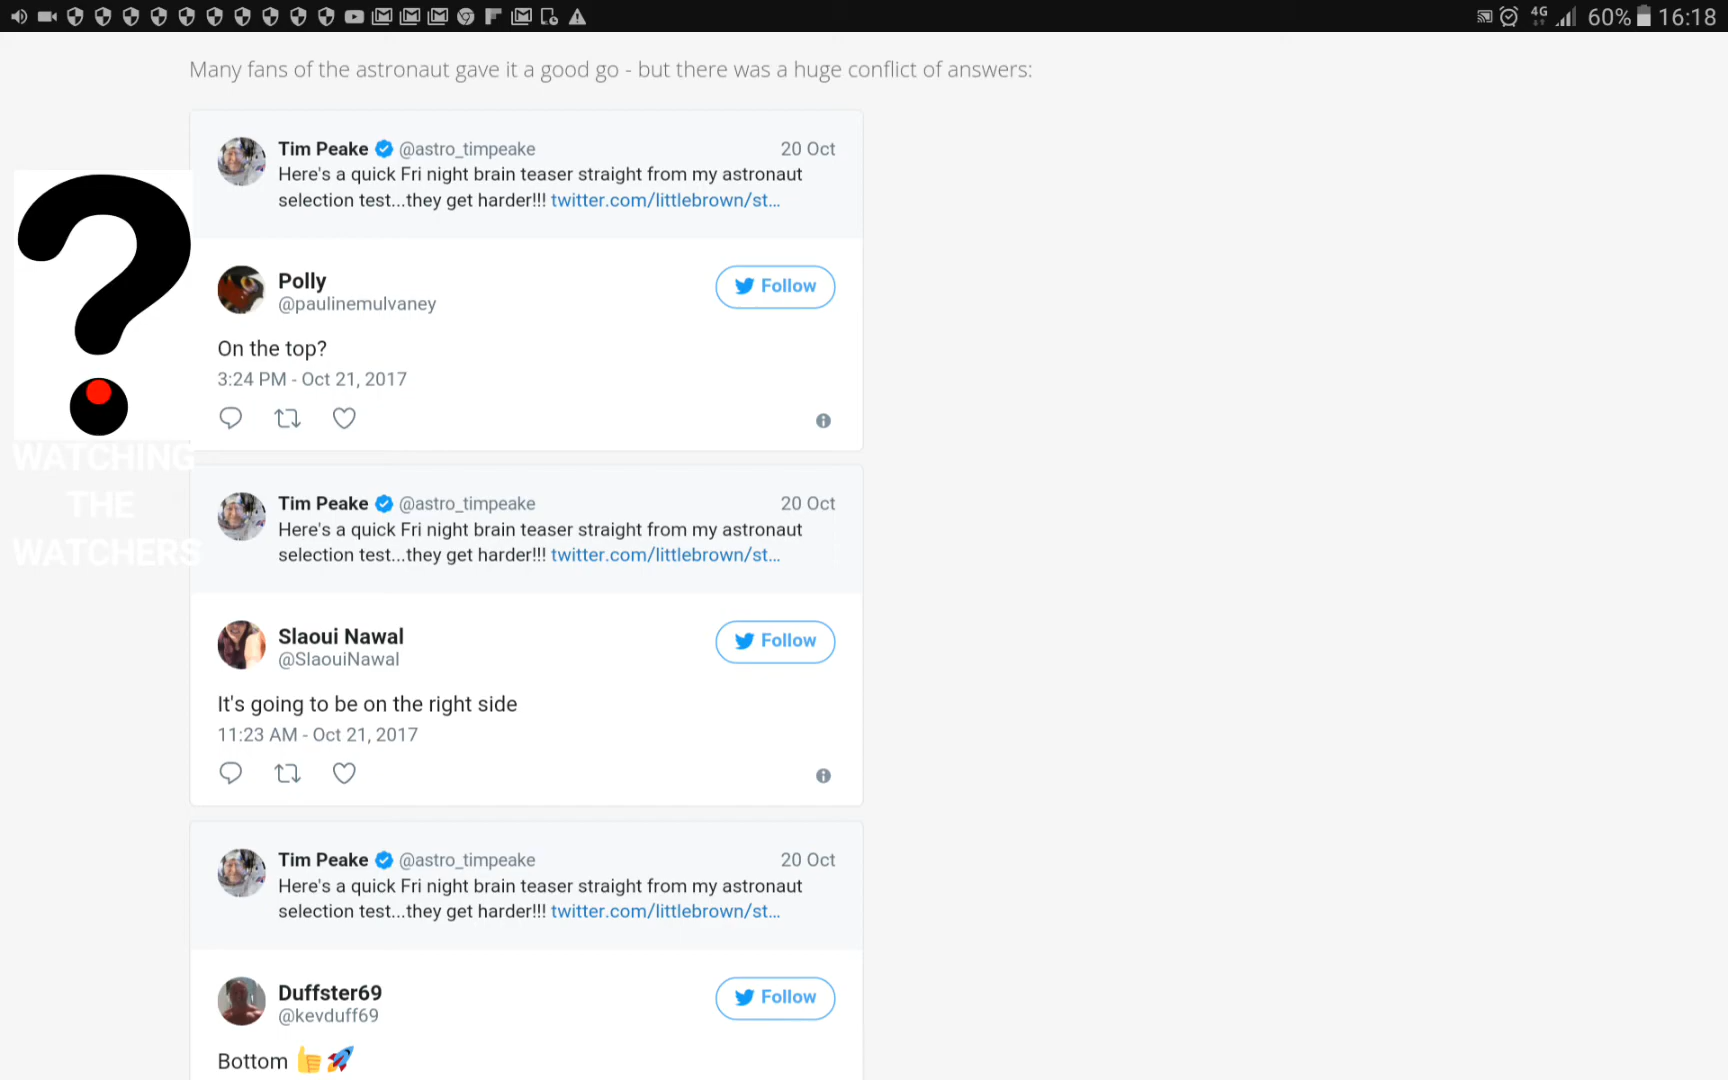 4G 60% 16:18
Many fans of the astronaut gave it a good go - but there was a huge conflict of answers:
Tim Peake @astro_timpeake 20 Oct
Here's a quick Fri night brain teaser straight from my astronaut
selection test...they get harder!!! twitter.com/littlebrown/st...
Polly Follow
@paulinemulvaney
On the top?
3:24 PM - Oct 21, 2017
WATCHING
THE
WATCHERS
Tim Peake @astro_timpeake 20 Oct
Here's a quick Fri night brain teaser straight from my astronaut
selection test...they get harder!!! twitter.com/littlebrown/st...
Slaoui Nawal Follow
@SlaouiNawal
It's going to be on the right side
11:23 AM - Oct 21, 2017
Tim Peake @astro_timpeake 20 Oct
Here's a quick Fri night brain teaser straight from my astronaut
selection test...they get harder!!! twitter.com/littlebrown/st...
Duffster69 Follow
@kevduff69
Bottom 👍🚀